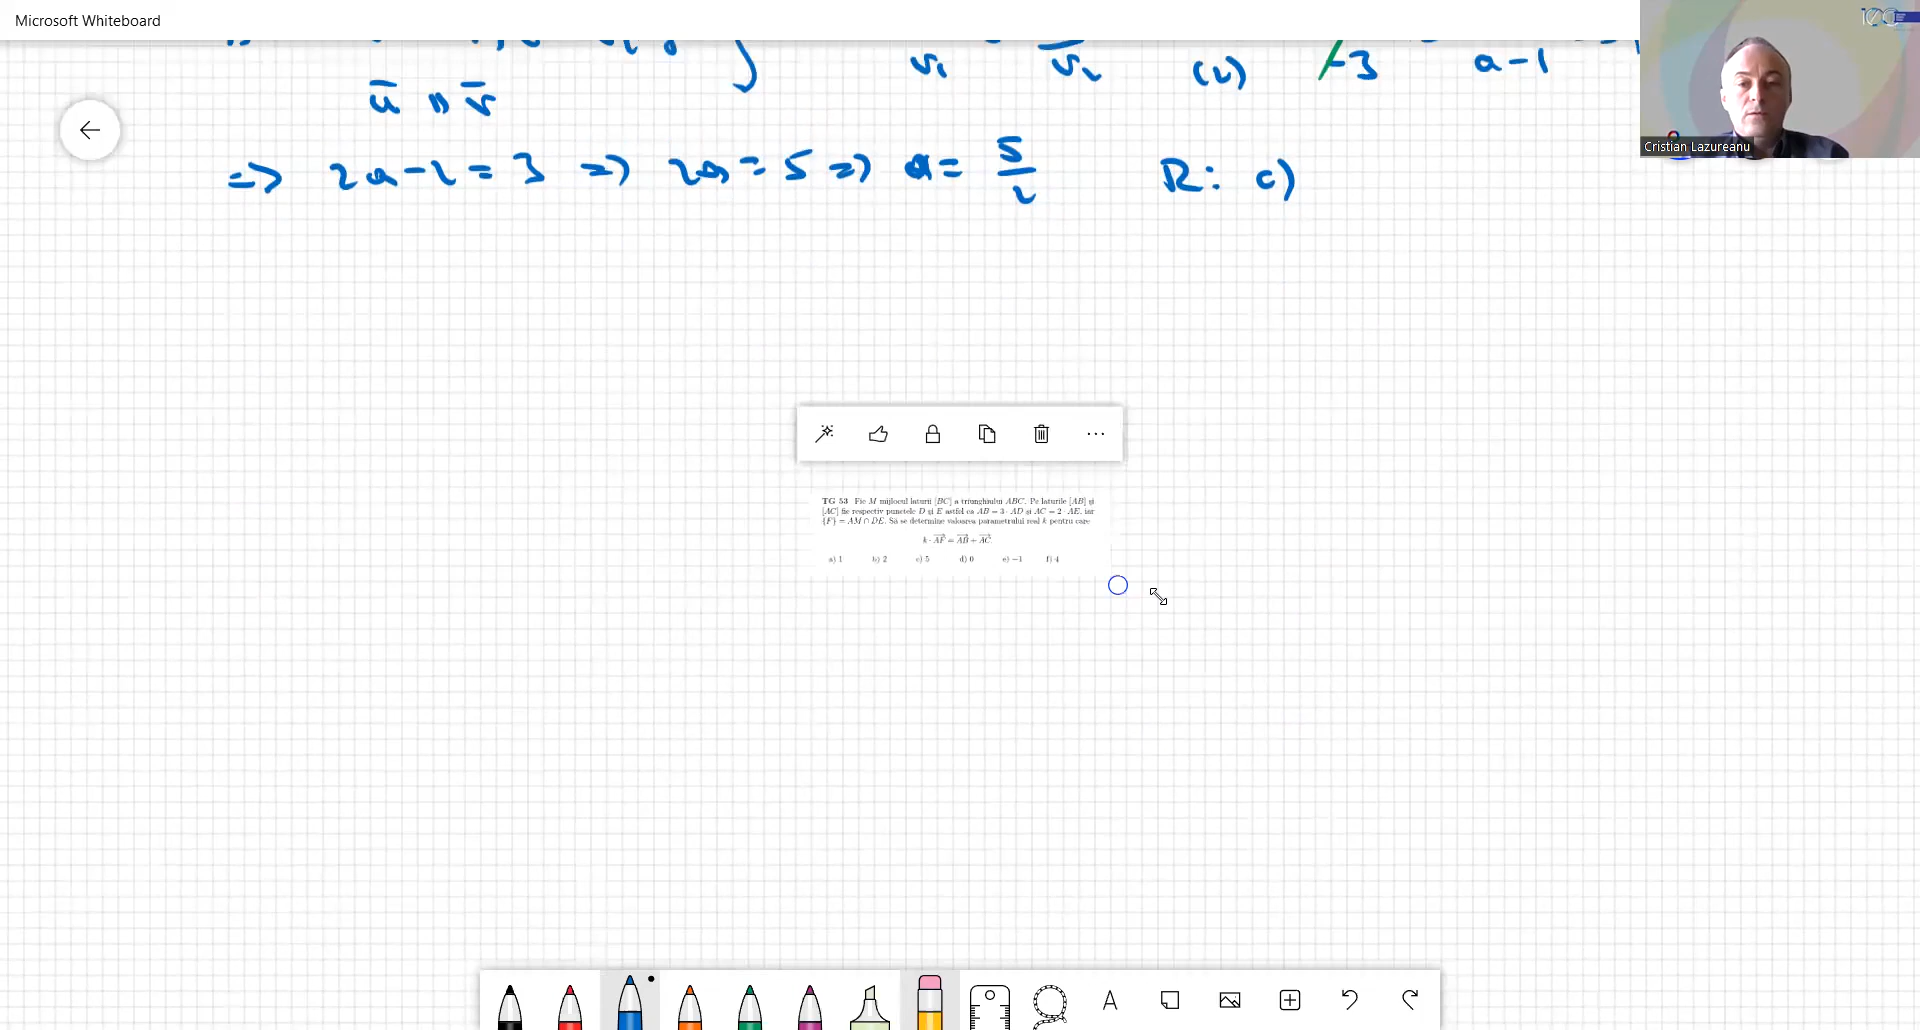 Microsoft Whiteboard
v₁ v₂ (2) -3 a-1
Cristian Lazureanu
=> 2a-2=3 => 2a=5 => a= 5/2 R: c)
TG 53 Fie M mijlocul laturii [BC] a triunghiului ABC. Pe laturile [AB] și
[AC] fie respectiv punctele D și E astfel ca AB = 3 · AD și AC = 2 · AE, iar
{F} = AM ∩ DE. Să se determine valoarea parametrului real k pentru care
k · AF = AB + AC.
a) 1 b) 2 c) 5 d) 0 e) −1 f) 4